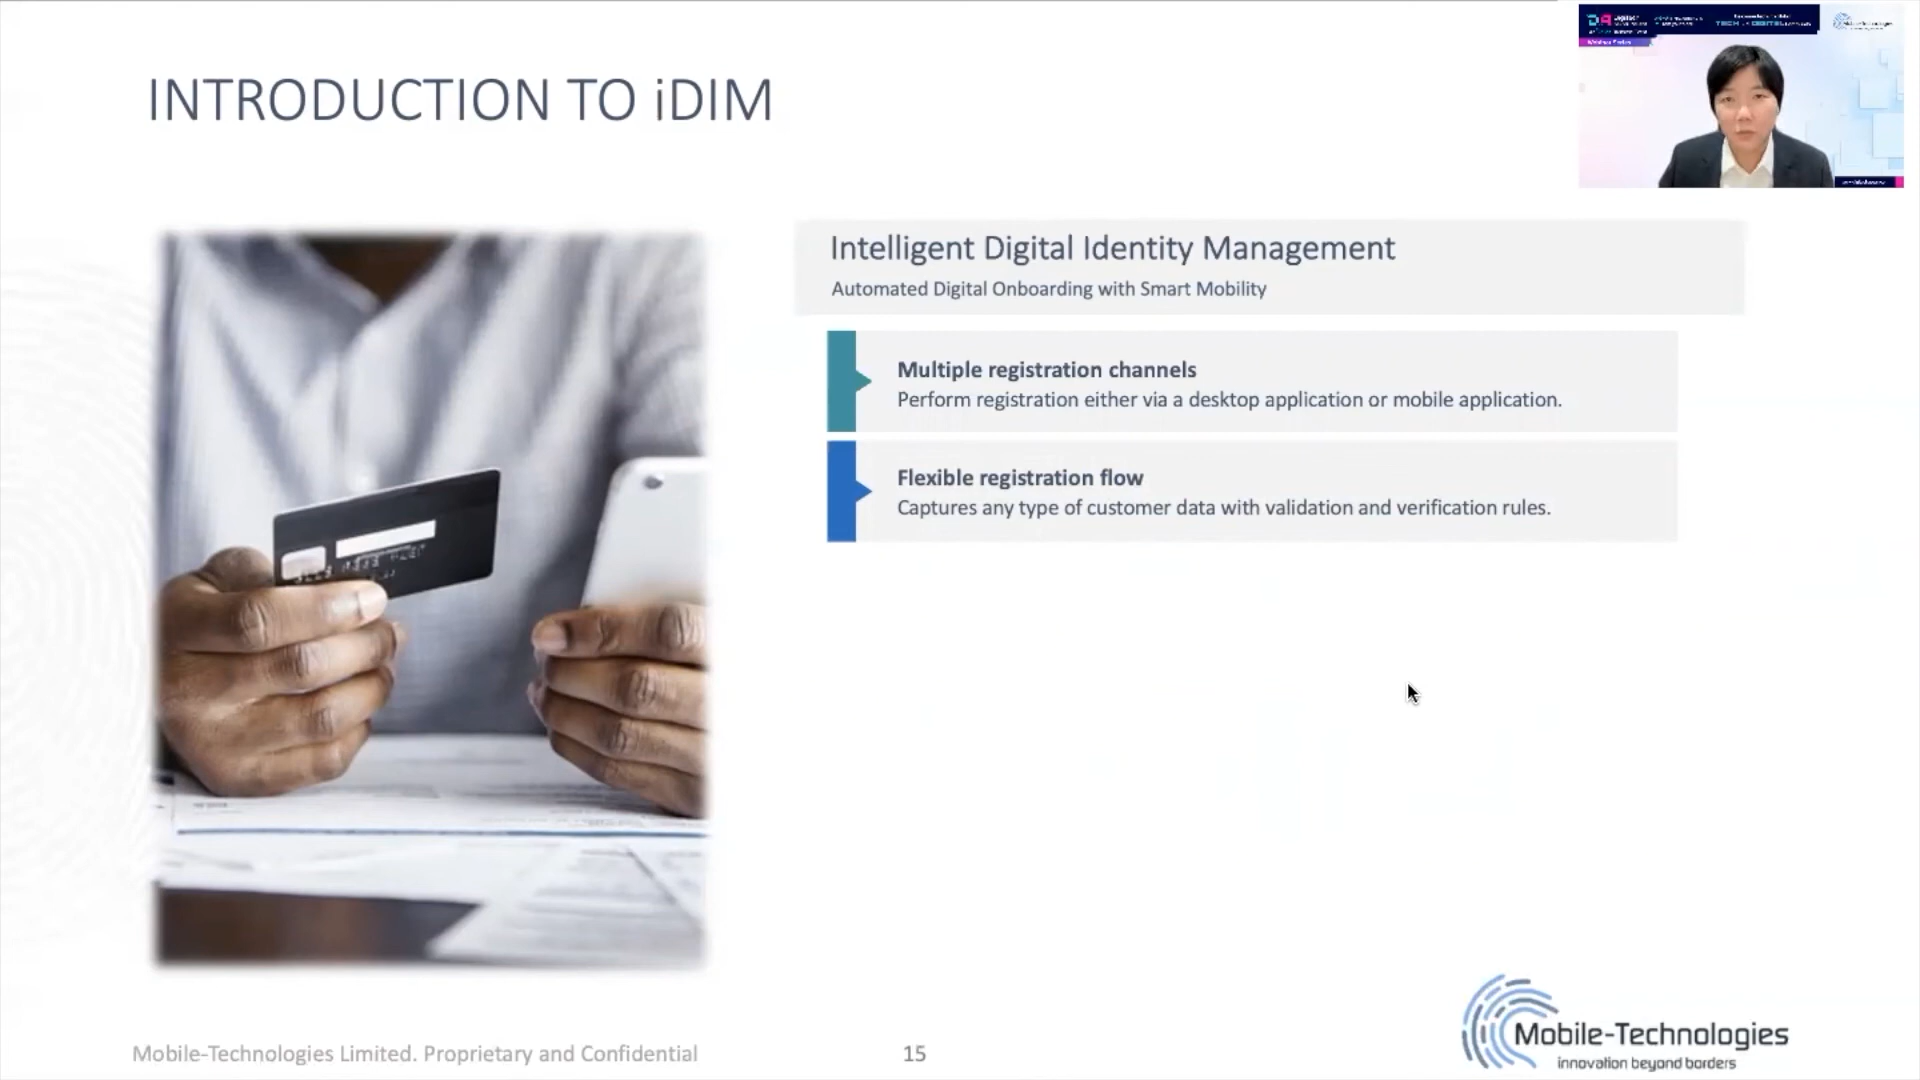 INTRODUCTION TO iDIM
Intelligent Digital Identity Management
Automated Digital Onboarding with Smart Mobility
Multiple registration channels
Perform registration either via a desktop application or mobile application.
Flexible registration flow
Captures any type of customer data with validation and verification rules.
Mobile-Technologies Limited. Proprietary and Confidential
15
Mobile-Technologies
innovation beyond borders